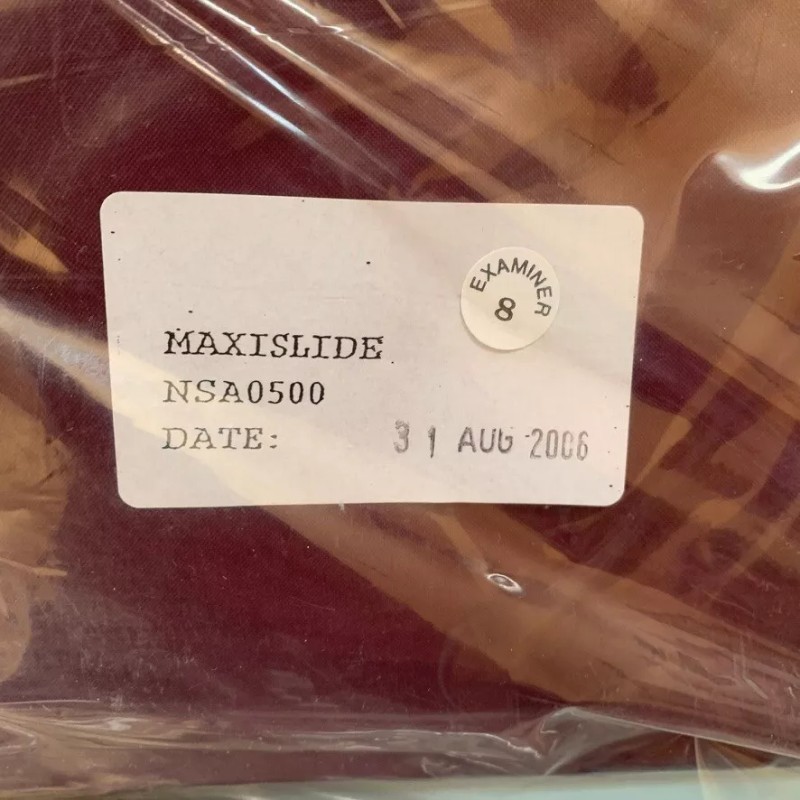 EXAMINER
8
MAXISLIDE
NSA0500
DATE: 31 AUG 2006